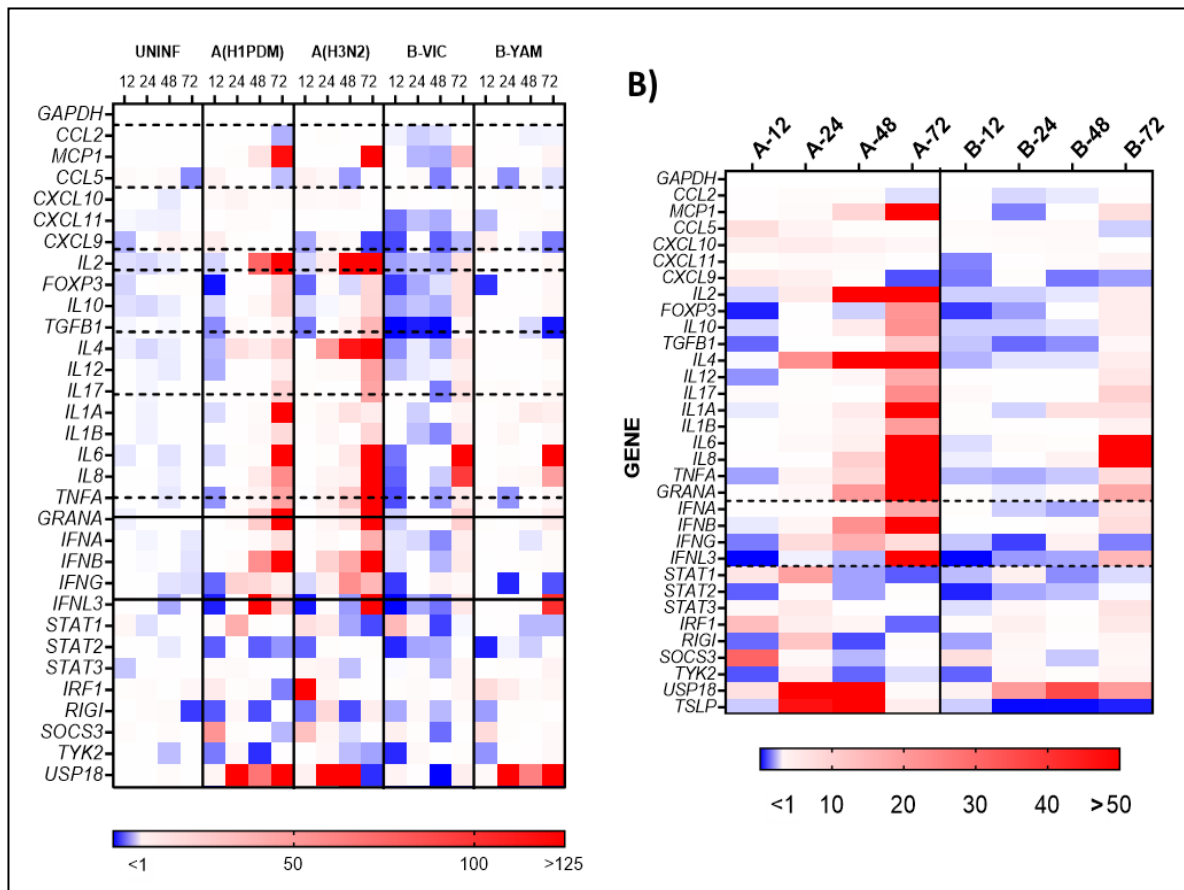 UNINF A(H1PDM) A(H3N2) B-VIC B-YAM
12 24 48 72 12 24 48 72 12 24 48 72 12 24 48 72 12 24 48 72
GAPDH
CCL2
MCP1
CCL5
CXCL10
CXCL11
CXCL9
IL2
FOXP3
IL10
TGFB1
IL4
IL12
IL17
IL1A
IL1B
IL6
IL8
TNFA
GRANA
IFNA
IFNB
IFNG
IFNL3
STAT1
STAT2
STAT3
IRF1
RIGI
SOCS3
TYK2
USP18
<1 50 100 >125
B)
A-12 A-24 A-48 A-72 B-12 B-24 B-48 B-72
GENE
GAPDH
CCL2
MCP1
CCL5
CXCL10
CXCL11
CXCL9
IL2
FOXP3
IL10
TGFB1
IL4
IL12
IL17
IL1A
IL1B
IL6
IL8
TNFA
GRANA
IFNA
IFNB
IFNG
IFNL3
STAT1
STAT2
STAT3
IRF1
RIGI
SOCS3
TYK2
USP18
TSLP
<1 10 20 30 40 >50